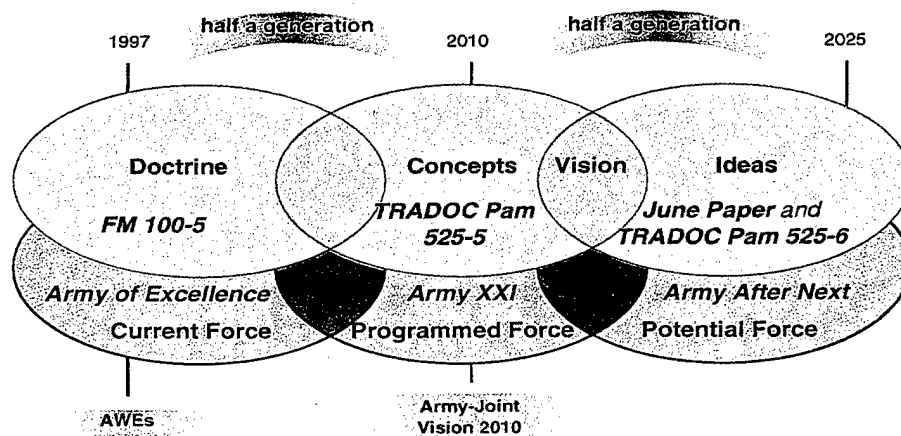 half a generation
half a generation
1997
2010
2025
Doctrine
Concepts
Vision
Ideas
FM 100-5
TRADOC Pam
525-5
June Paper and
TRADOC Pam 525-6
Army of Excellence
Army XXI
Army After Next
Current Force
Programmed Force
Potential Force
AWEs
Army-Joint
Vision 2010